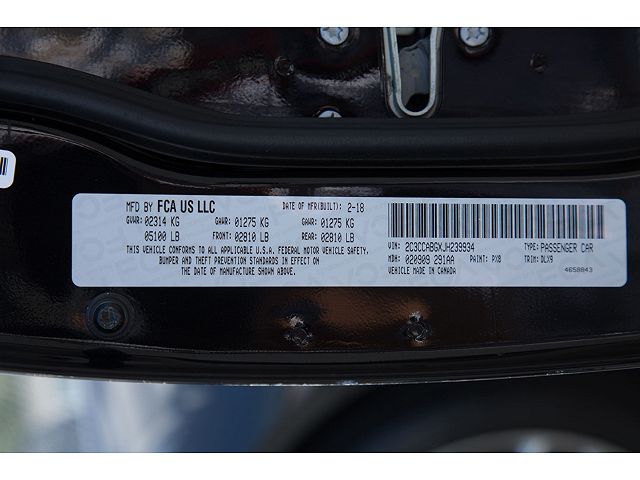 MFD BY FCA US LLC DATE OF MFR(BUILT): 2-18
GVWR: 02314 KG GAWR: 01275 KG GAWR: 01275 KG
05100 LB FRONT: 02810 LB REAR: 02810 LB
THIS VEHICLE CONFORMS TO ALL APPLICABLE U.S.A. FEDERAL MOTOR VEHICLE SAFETY,
BUMPER AND THEFT PREVENTION STANDARDS IN EFFECT
ON THE DATE OF MANUFACTURE SHOWN ABOVE.
VIN: 2C3CCABGXJH239934 TYPE: PASSENGER CAR
MDH: 020909 291AA PAINT: PX8 TRIM: DLX9
VEHICLE MADE IN CANADA 4658843